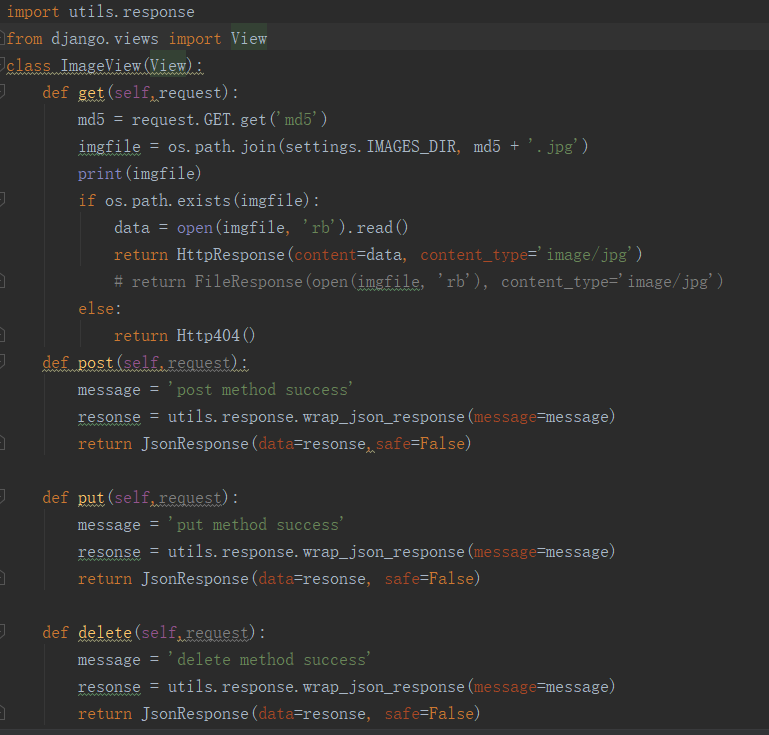 import utils.response
from django.views import View
class ImageView(View):
    def get(self,request):
        md5 = request.GET.get('md5')
        imgfile = os.path.join(settings.IMAGES_DIR, md5 + '.jpg')
        print(imgfile)
        if os.path.exists(imgfile):
            data = open(imgfile, 'rb').read()
            return HttpResponse(content=data, content_type='image/jpg')
            # return FileResponse(open(imgfile, 'rb'), content_type='image/jpg')
        else:
            return Http404()
    def post(self,request):
        message = 'post method success'
        resonse = utils.response.wrap_json_response(message=message)
        return JsonResponse(data=resonse,safe=False)
    def put(self,request):
        message = 'put method success'
        resonse = utils.response.wrap_json_response(message=message)
        return JsonResponse(data=resonse, safe=False)
    def delete(self,request):
        message = 'delete method success'
        resonse = utils.response.wrap_json_response(message=message)
        return JsonResponse(data=resonse, safe=False)